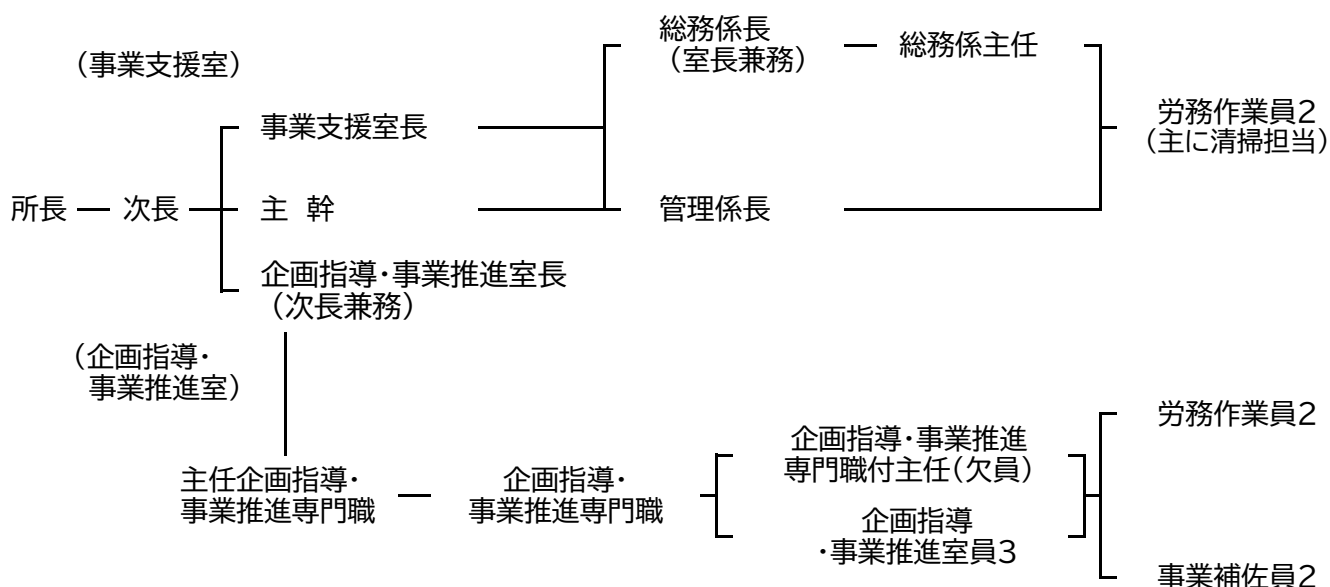 (事業支援室)
総務係長
(室長兼務)
総務係主任
事業支援室長
労務作業員2
(主に清掃担当)
所長
次長
主 幹
管理係長
企画指導・事業推進室長
(次長兼務)
(企画指導・
事業推進室)
主任企画指導・
事業推進専門職
企画指導・
事業推進専門職
企画指導・事業推進
専門職付主任(欠員)
企画指導
・事業推進室員3
労務作業員2
事業補佐員2